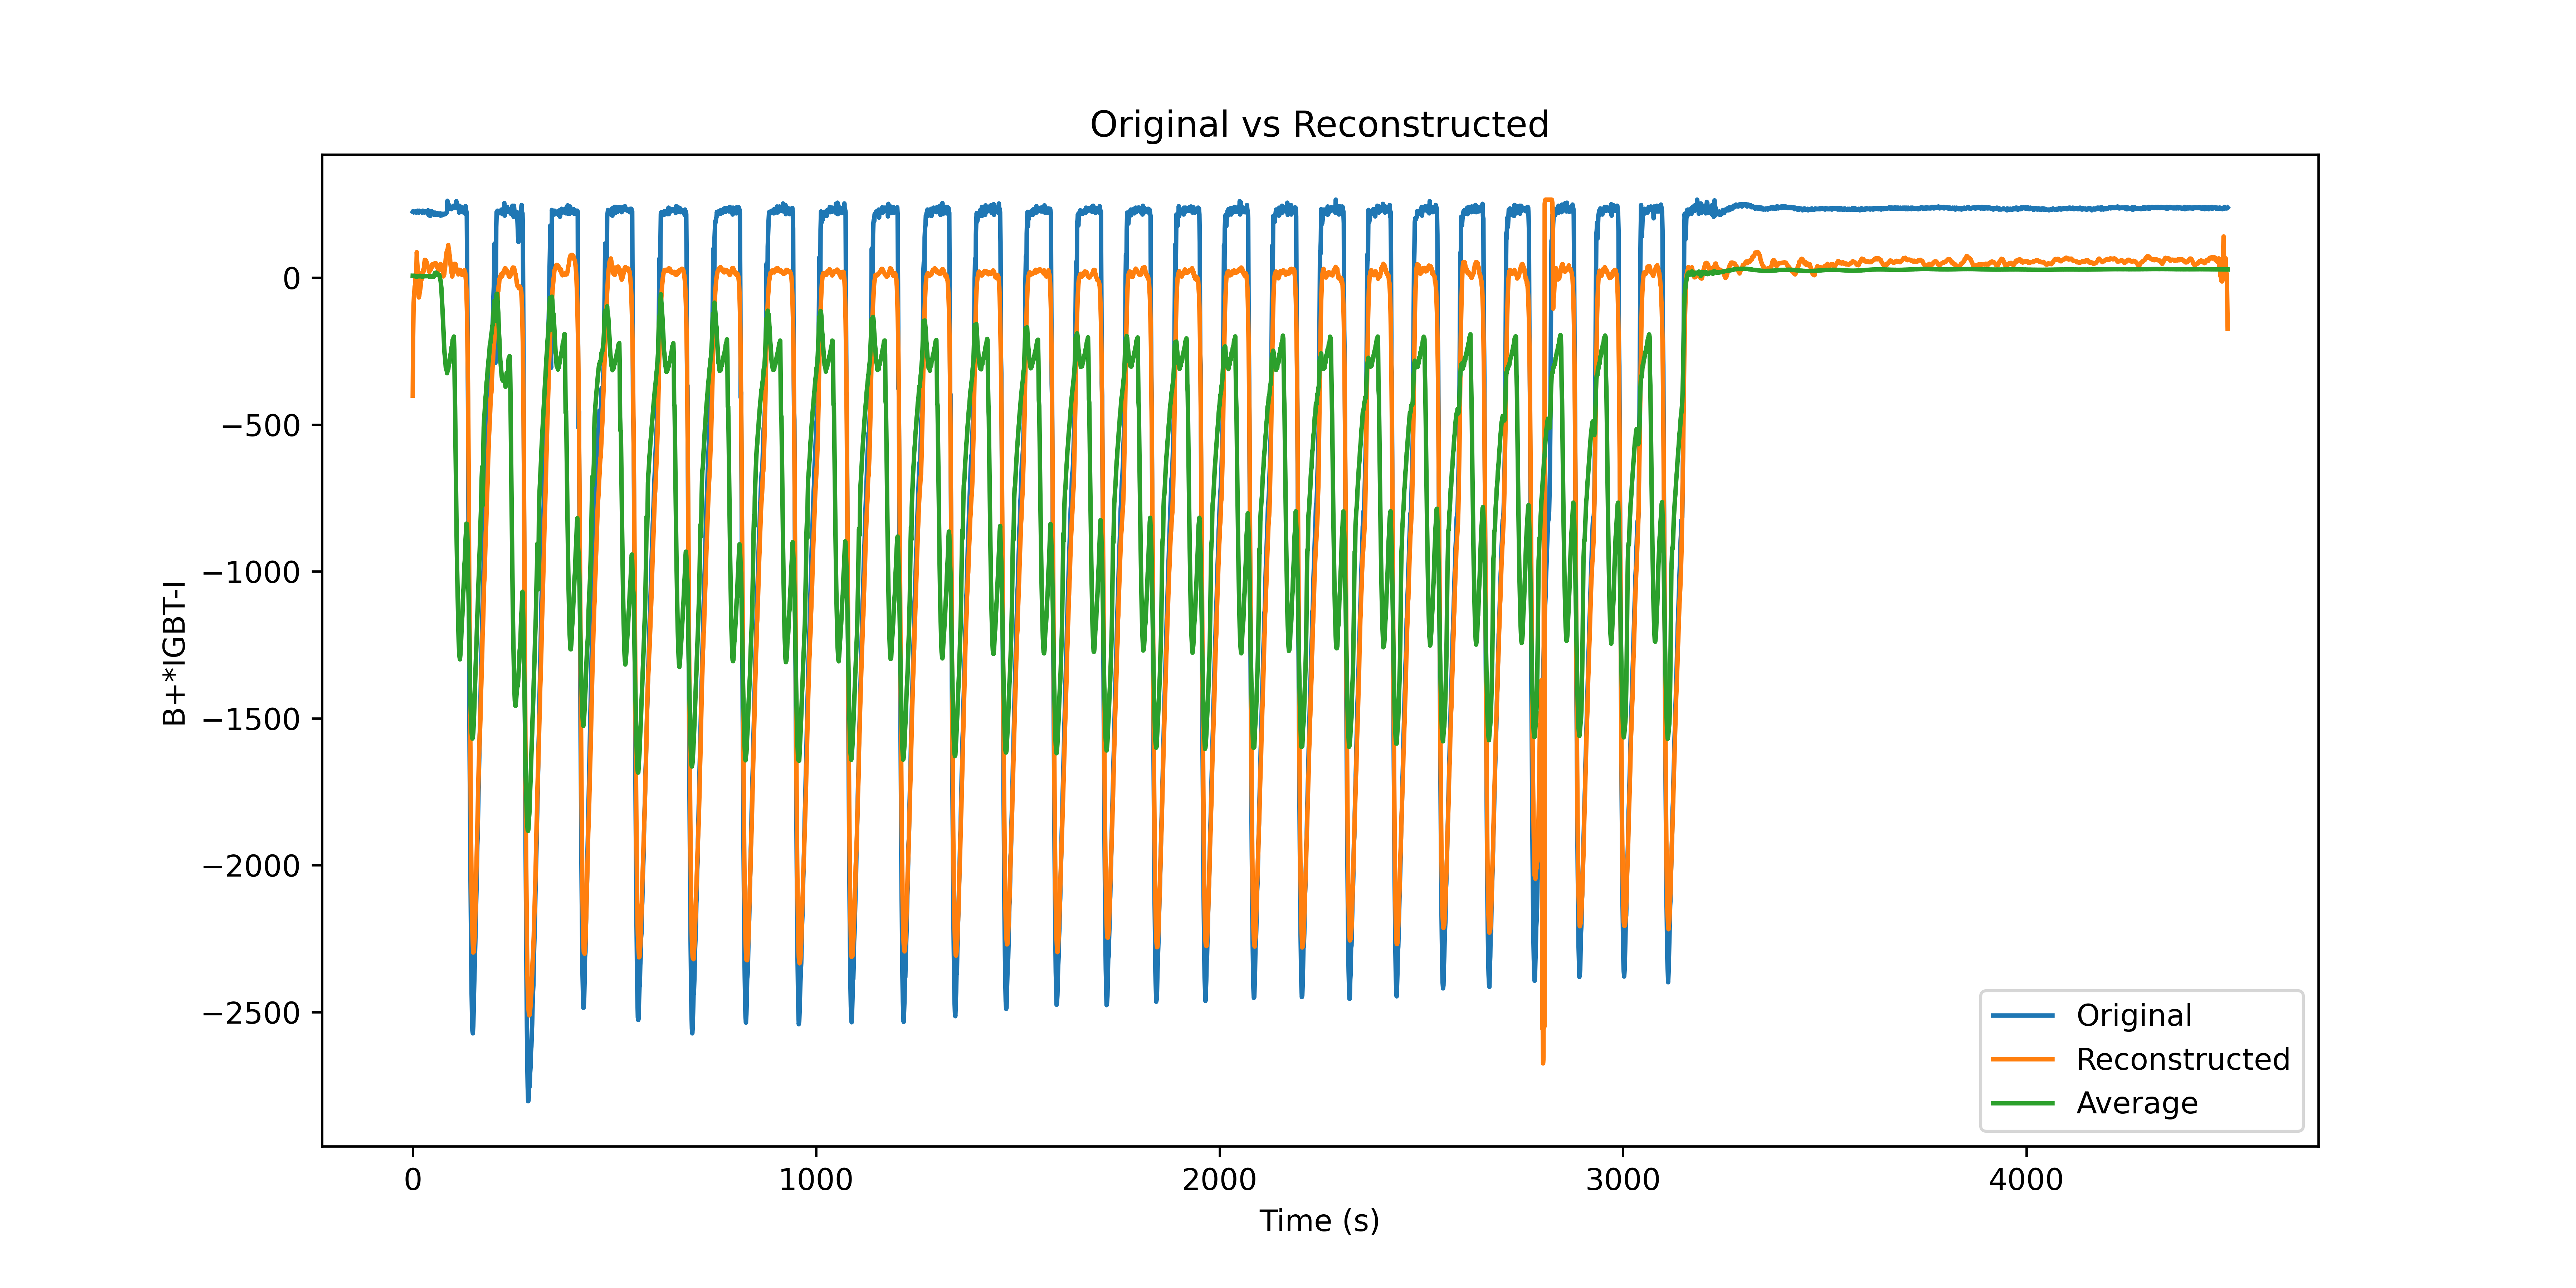 Original vs Reconstructed
B+*IGBT-I
0
−500
−1000
−1500
−2000
−2500
0 1000 2000 3000 4000
Time (s)
Original
Reconstructed
Average